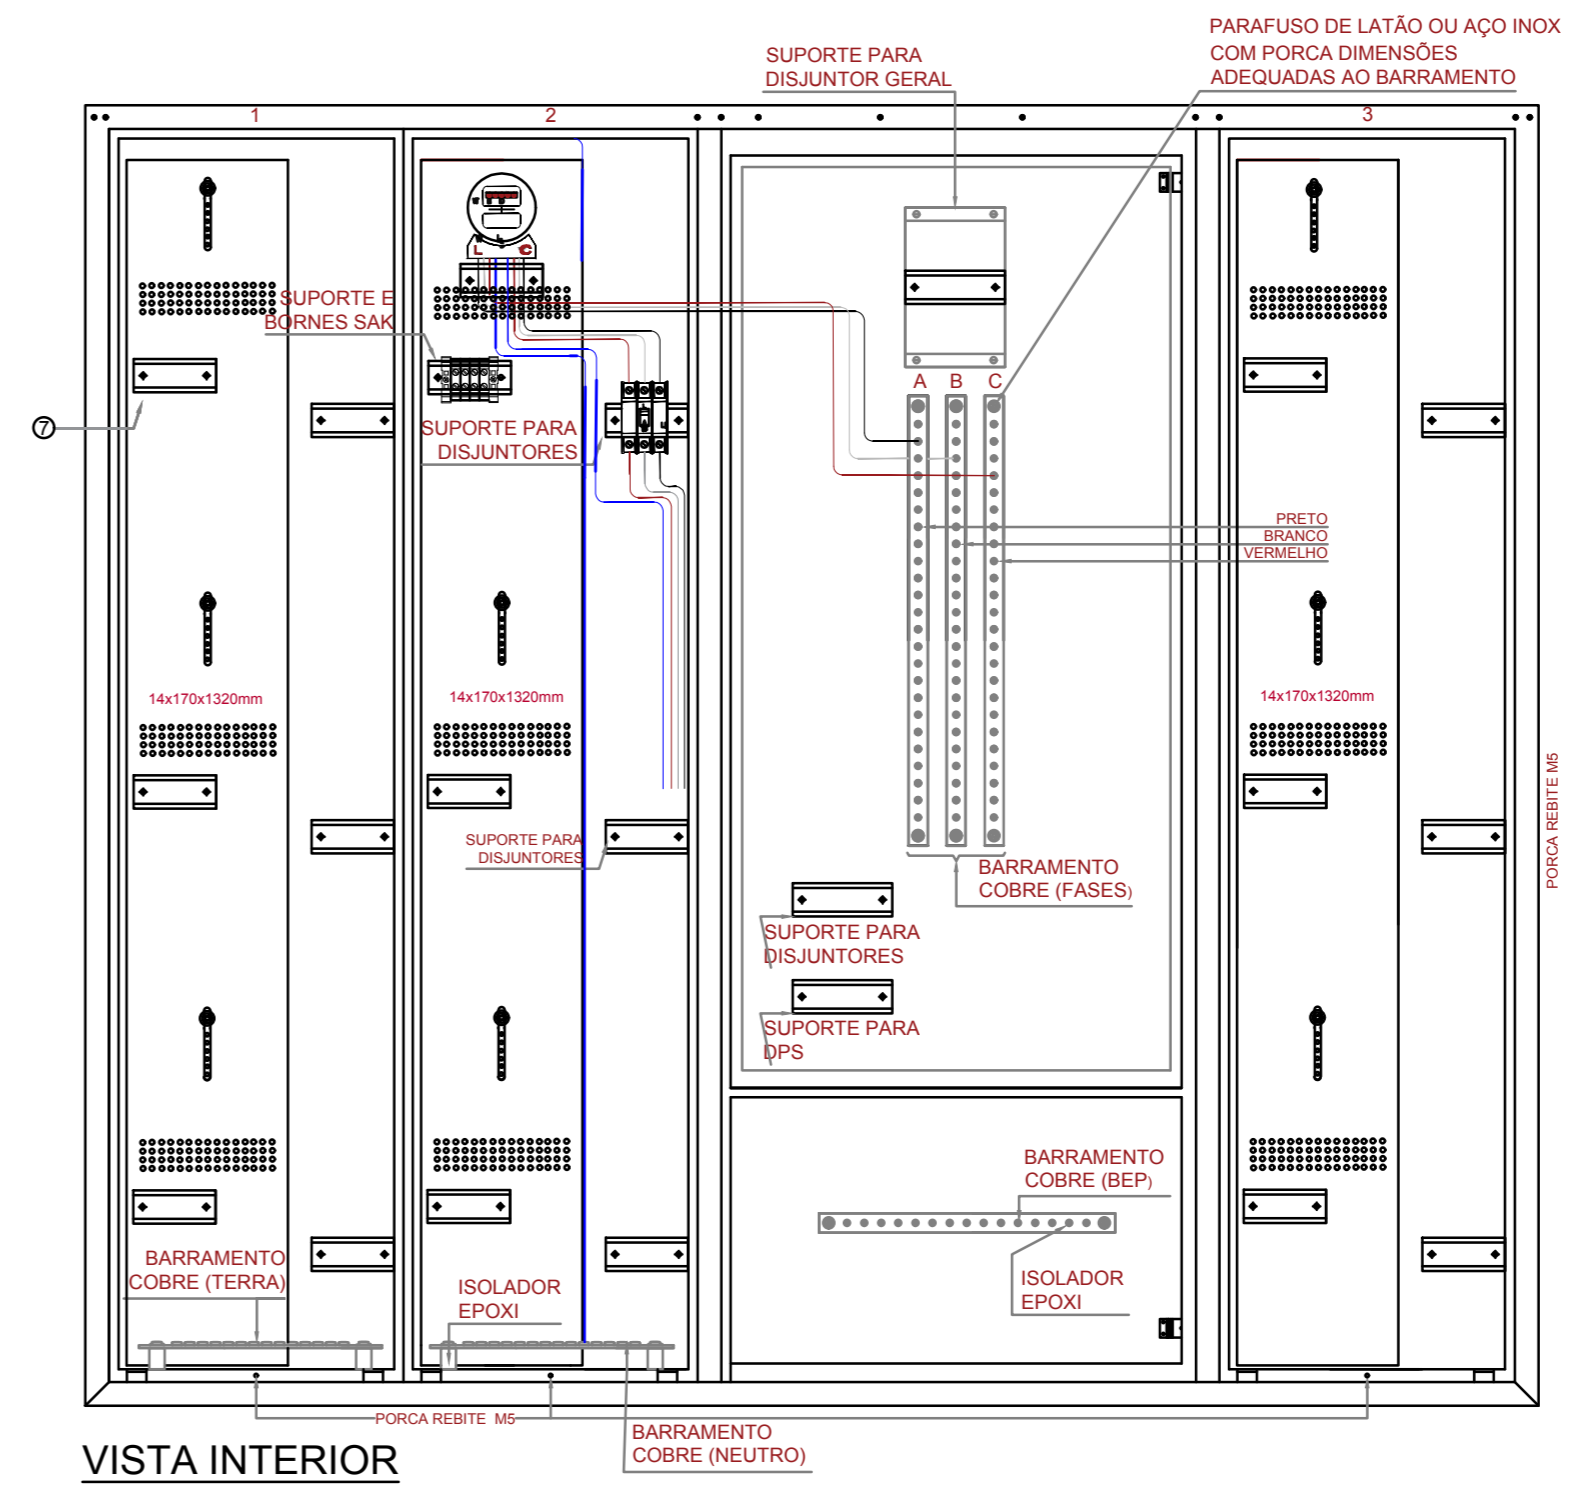 PARAFUSO DE LATÃO OU AÇO INOX
COM PORCA DIMENSÕES
ADEQUADAS AO BARRAMENTO
SUPORTE PARA
DISJUNTOR GERAL
1
2
3
L
C
SUPORTE E
BORNES SAK
7
A B C
SUPORTE PARA
DISJUNTORES
PRETO
BRANCO
VERMELHO
14x170x1320mm
14x170x1320mm
14x170x1320mm
PORCA REBITE M5
SUPORTE PARA
DISJUNTORES
BARRAMENTO
COBRE (FASES)
SUPORTE PARA
DISJUNTORES
SUPORTE PARA
DPS
BARRAMENTO
COBRE (BEP)
BARRAMENTO
COBRE (TERRA)
ISOLADOR
EPOXI
ISOLADOR
EPOXI
PORCA REBITE M5
BARRAMENTO
COBRE (NEUTRO)
VISTA INTERIOR